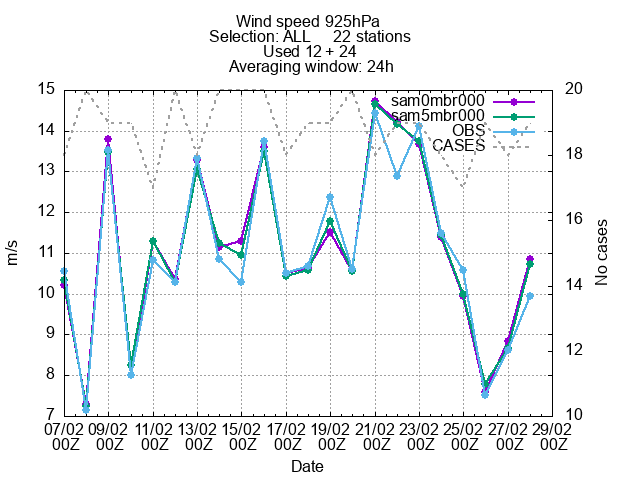 Wind speed 925hPa
Selection: ALL 22 stations
Used 12 + 24
Averaging window: 24h
sam0mbr000
sam5mbr000
OBS
CASES
15
14
13
12
11
10
9
8
7
m/s
20
18
16
14
12
10
No cases
07/02 09/02 11/02 13/02 15/02 17/02 19/02 21/02 23/02 25/02 27/02 29/02
00Z 00Z 00Z 00Z 00Z 00Z 00Z 00Z 00Z 00Z 00Z 00Z
Date